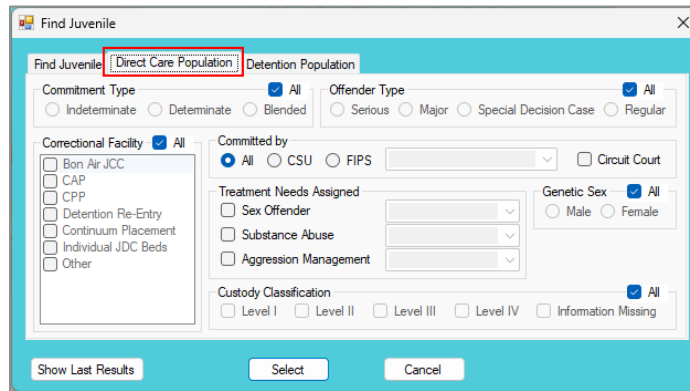 Find Juvenile
Find Juvenile Direct Care Population Detention Population
Commitment Type All
Indeterminate Determinate Blended
Offender Type All
Serious Major Special Decision Case Regular
Correctional Facility All
Bon Air JCC
CAP
CPP
Detention Re-Entry
Continuum Placement
Individual JDC Beds
Other
Committed by
All CSU FIPS Circuit Court
Treatment Needs Assigned
Sex Offender
Substance Abuse
Aggression Management
Genetic Sex All
Male Female
Custody Classification All
Level I Level II Level III Level IV Information Missing
Show Last Results Select Cancel